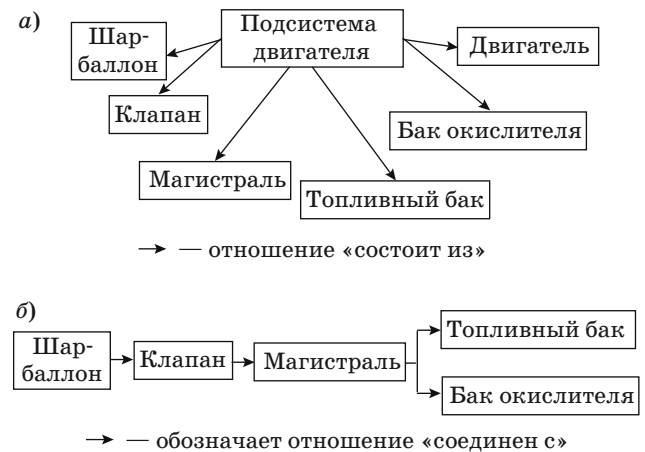 а)
Шар-
баллон
Подсистема
двигателя
Двигатель
Клапан
Бак окислителя
Магистраль
Топливный бак
— отношение «состоит из»
б)
Шар-
баллон
Клапан
Магистраль
Топливный бак
Бак окислителя
— обозначает отношение «соединен с»